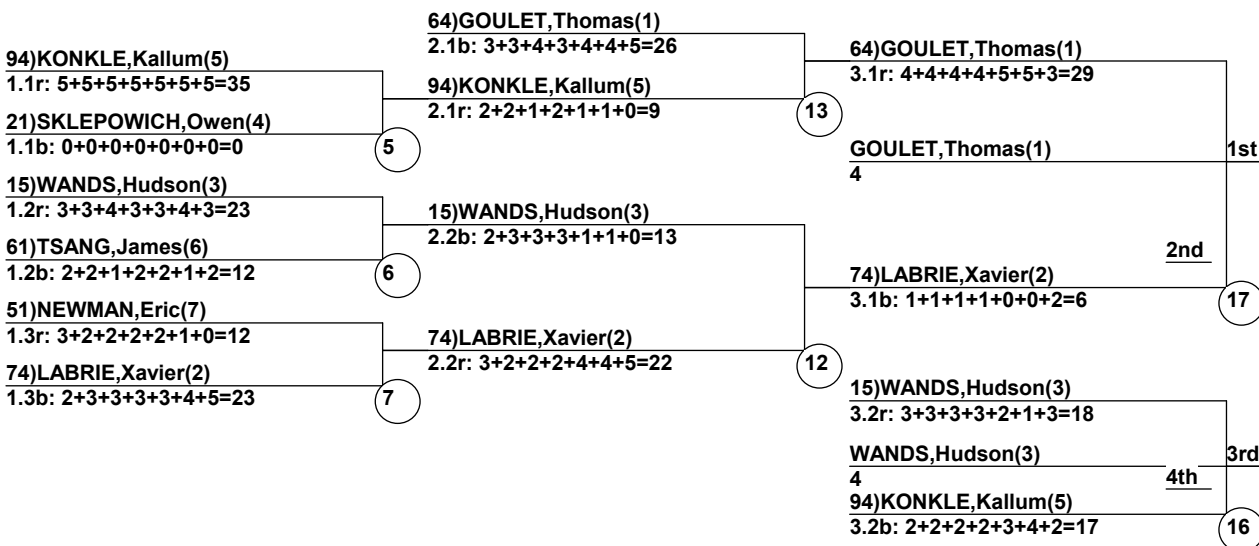 94)KONKLE,Kallum(5)
1.1r: 5+5+5+5+5+5+5=35
21)SKLEPOWICH,Owen(4)
1.1b: 0+0+0+0+0+0+0=0
5
15)WANDS,Hudson(3)
1.2r: 3+3+4+3+3+4+3=23
61)TSANG,James(6)
1.2b: 2+2+1+2+2+1+2=12
6
51)NEWMAN,Eric(7)
1.3r: 3+2+2+2+2+1+0=12
74)LABRIE,Xavier(2)
1.3b: 2+3+3+3+3+4+5=23
7
64)GOULET,Thomas(1)
2.1b: 3+3+4+3+4+4+5=26
94)KONKLE,Kallum(5)
2.1r: 2+2+1+2+1+1+0=9
13
15)WANDS,Hudson(3)
2.2b: 2+3+3+3+1+1+0=13
74)LABRIE,Xavier(2)
2.2r: 3+2+2+2+4+4+5=22
12
64)GOULET,Thomas(1)
3.1r: 4+4+4+4+5+5+3=29
GOULET,Thomas(1)
4
1st
2nd
74)LABRIE,Xavier(2)
3.1b: 1+1+1+1+0+0+2=6
17
15)WANDS,Hudson(3)
3.2r: 3+3+3+3+2+1+3=18
WANDS,Hudson(3)
4
3rd
4th
94)KONKLE,Kallum(5)
3.2b: 2+2+2+2+3+4+2=17
16